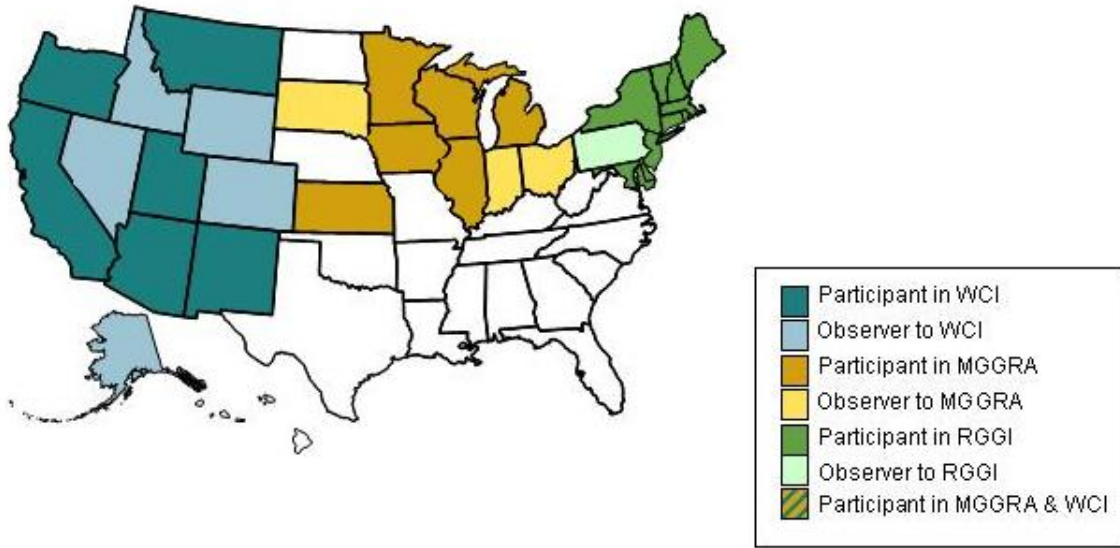 Participant in WCI
Observer to WCI
Participant in MGGRA
Observer to MGGRA
Participant in RGGI
Observer to RGGI
Participant in MGGRA & WCI